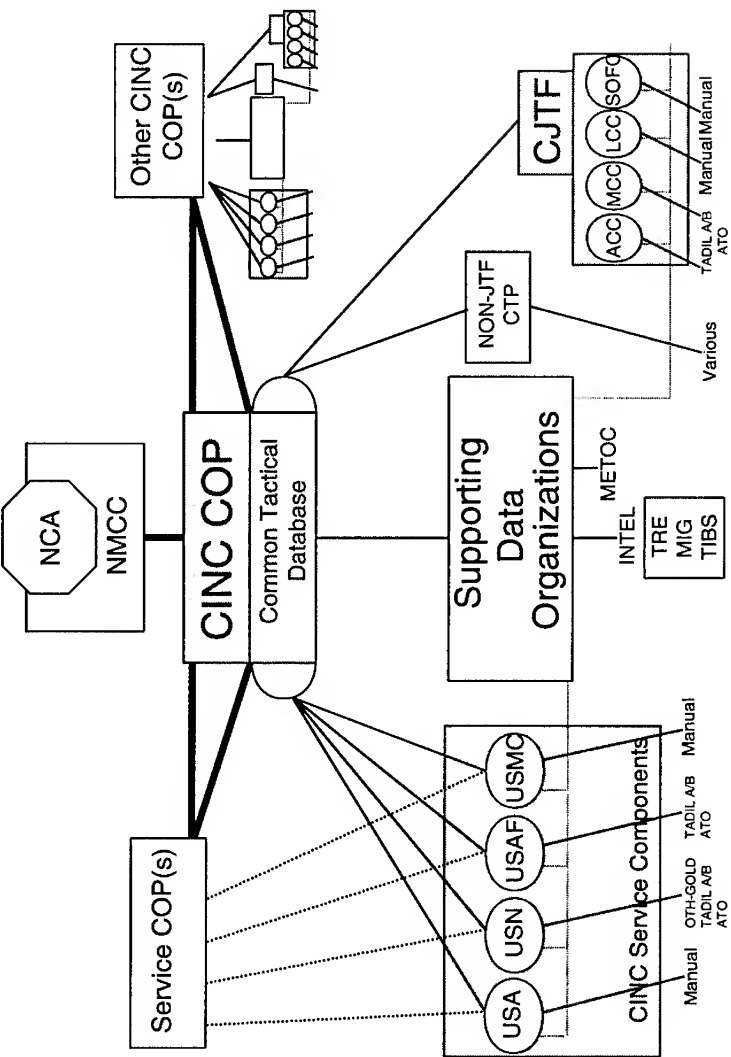 NCA
NMCC
Service COP(s)
CINC COP
Other CINC
COP(s)
Common Tactical
Database
USA
USN
USAF
USMC
CINC Service Components
Manual
OTH-GOLD
TADIL A/B
ATO
TADIL A/B
ATO
Manual
Supporting
Data
Organizations
INTEL
METOC
TRE
MIG
TIBS
NON-JTF
CTP
Various
CJTF
ACC
MCC
LCC
SOFC
TADIL A/B
ATO
Manual
Manual